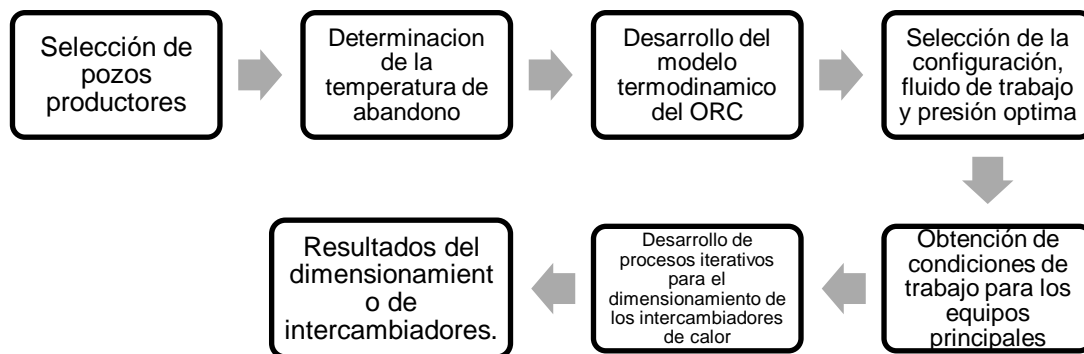 Selección de
pozos
productores
Determinacion
de la
temperatura de
abandono
Desarrollo del
modelo
termodinamico
del ORC
Selección de la
configuración,
fluido de trabajo
y presión optima
Obtención de
condiciones de
trabajo para los
equipos
principales
Desarrollo de
procesos iterativos
para el
dimensionamiento de
los intercambiadores
de calor
Resultados del
dimensionamient
o de
intercambiadores.